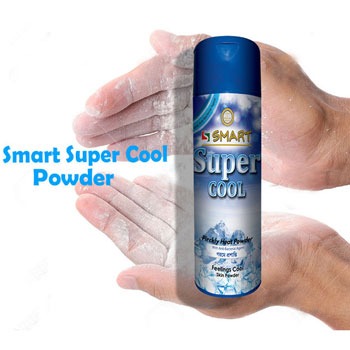 Smart Super Cool
Powder
SMART
Super
COOL
Prickly Heat Powder
Feelings Cool
Skin Powder